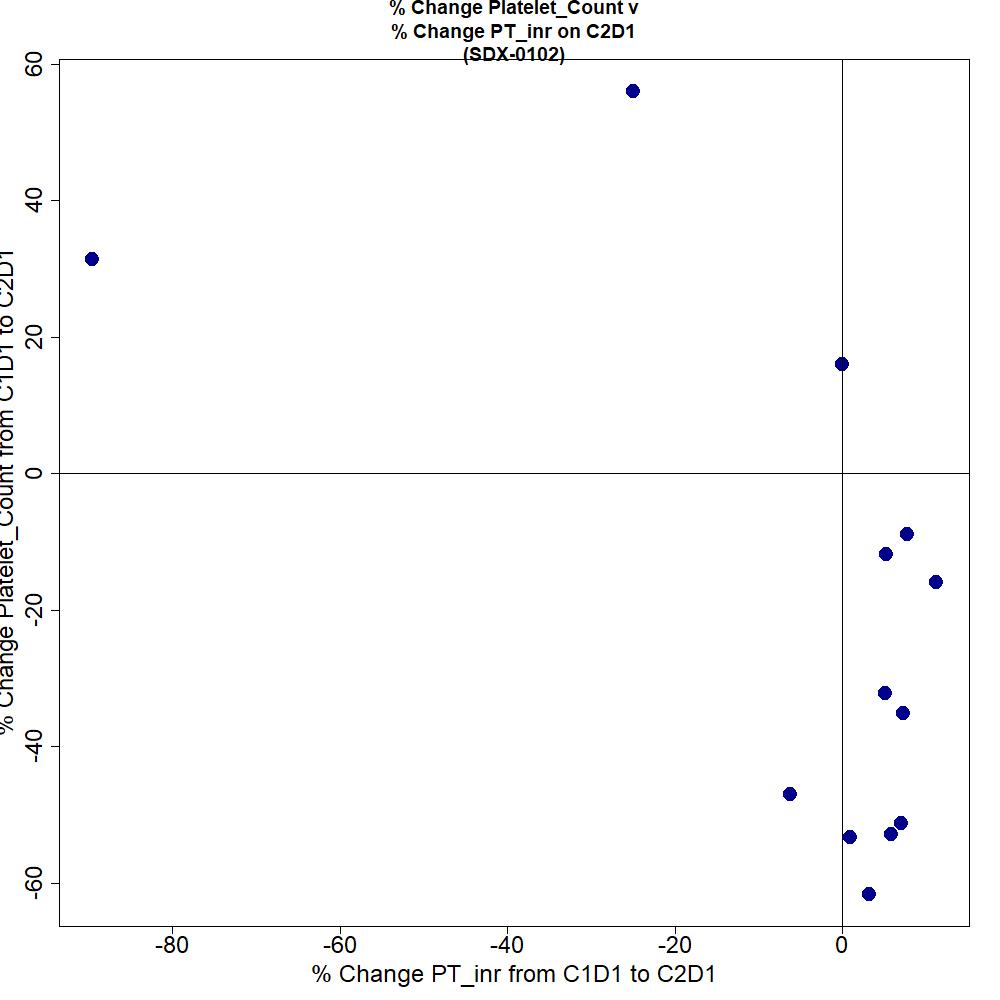 % Change Platelet_Count v
% Change PT_inr on C2D1
(SDX-0102)
% Change Platelet_Count from C1D1 to C2D1
60
40
20
0
-20
-40
-60
-80
-60
-40
-20
0
% Change PT_inr from C1D1 to C2D1